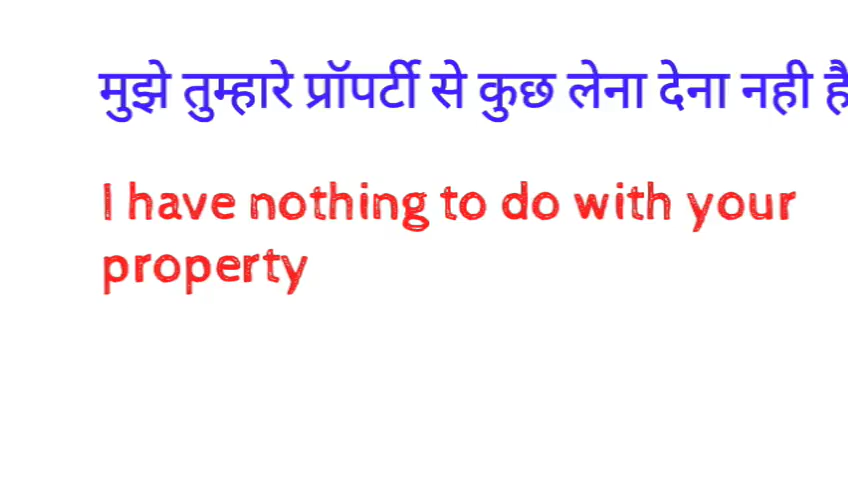 मुझे तुम्हारे प्रॉपर्टी से कुछ लेना देना नही है
I have nothing to do with your
property